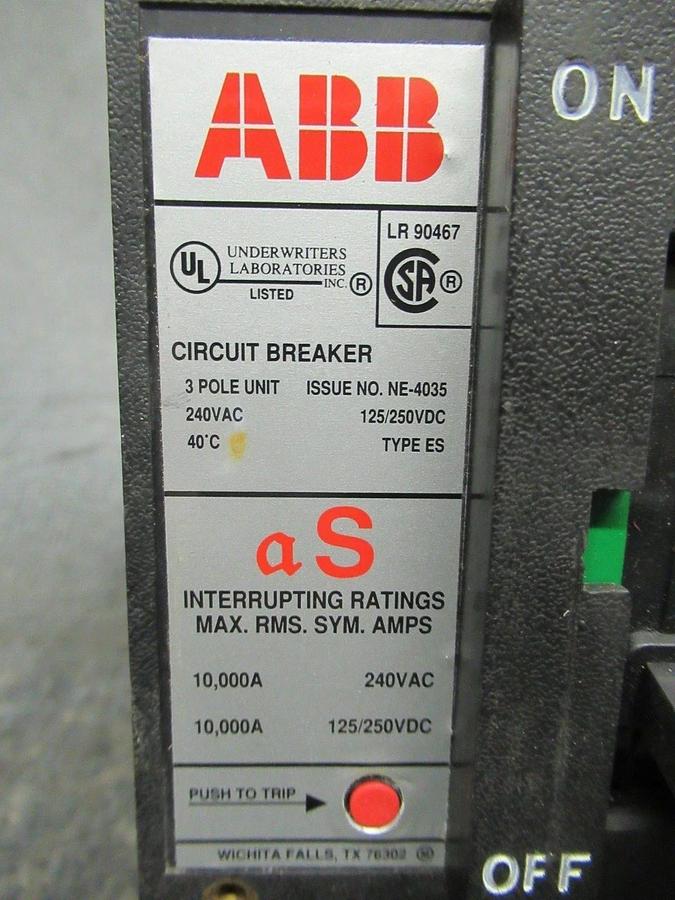 ABB
ON
UL UNDERWRITERS
LABORATORIES
INC. ®
LISTED
LR 90467
CSA ®
CIRCUIT BREAKER
3 POLE UNIT ISSUE NO. NE-4035
240VAC 125/250VDC
40°C TYPE ES
α S
INTERRUPTING RATINGS
MAX. RMS. SYM. AMPS
10,000A 240VAC
10,000A 125/250VDC
PUSH TO TRIP
WICHITA FALLS, TX 76302
OFF